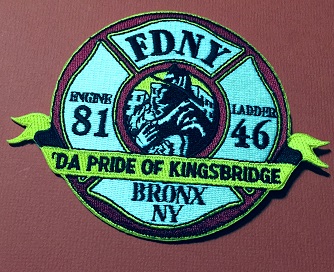 FDNY
ENGINE LADDER
81 46
'DA PRIDE OF KINGSBRIDGE
BRONX
NY